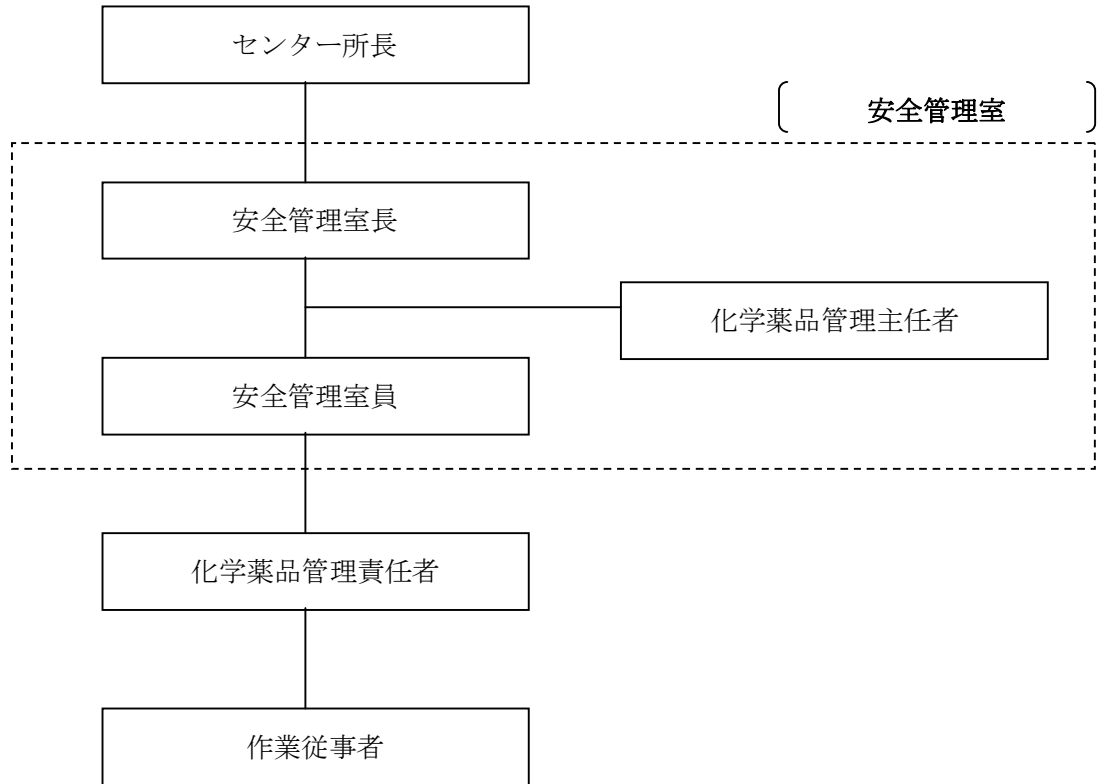 センター所長
安全管理室
安全管理室長
化学薬品管理主任者
安全管理室員
化学薬品管理責任者
作業従事者